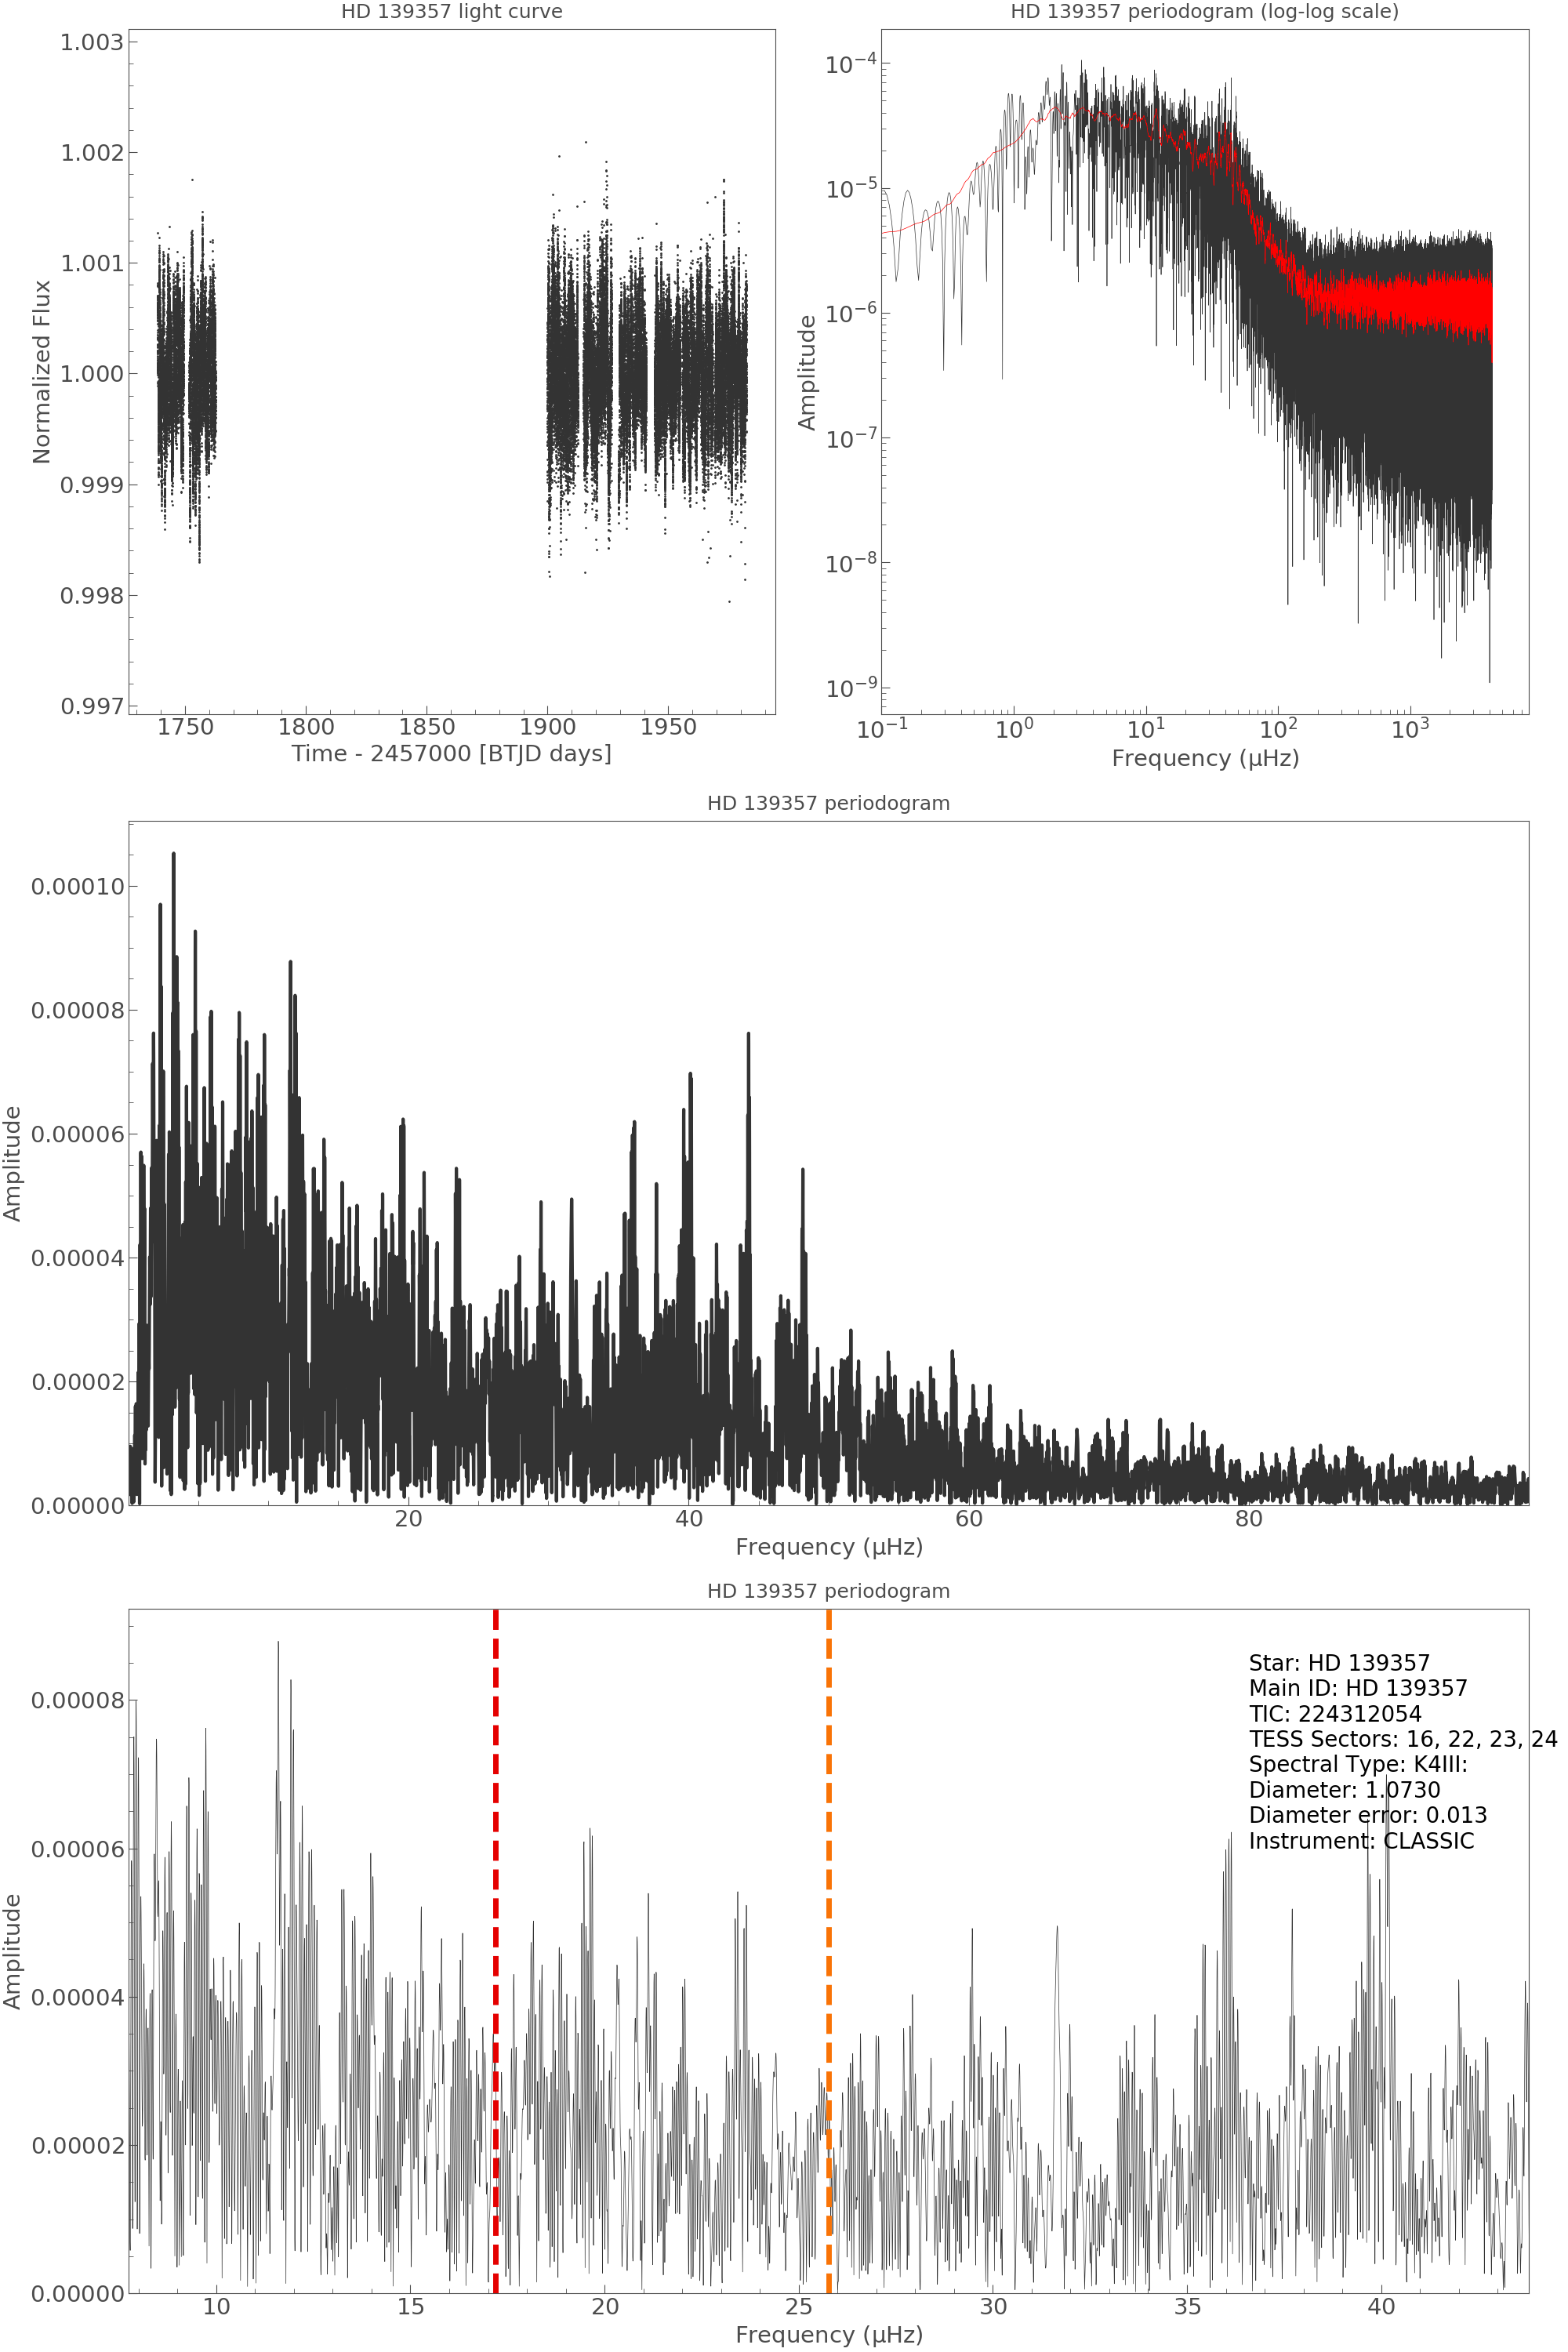 HD 139357 light curve
1.003
1.002
1.001
1.000
0.999
0.998
0.997
Normalized Flux
1750
1800
1850
1900
1950
Time - 2457000 [BTJD days]
HD 139357 periodogram (log-log scale)
10⁻⁴
10⁻⁵
10⁻⁶
10⁻⁷
10⁻⁸
10⁻⁹
Amplitude
10⁻¹
10⁰
10¹
10²
10³
Frequency (µHz)
HD 139357 periodogram
0.00010
0.00008
0.00006
0.00004
0.00002
0.00000
Amplitude
20
40
60
80
Frequency (µHz)
HD 139357 periodogram
0.00008
0.00006
0.00004
0.00002
0.00000
Amplitude
Star: HD 139357
Main ID: HD 139357
TIC: 224312054
TESS Sectors: 16, 22, 23, 24
Spectral Type: K4III:
Diameter: 1.0730
Diameter error: 0.013
Instrument: CLASSIC
10
15
20
25
30
35
40
Frequency (µHz)